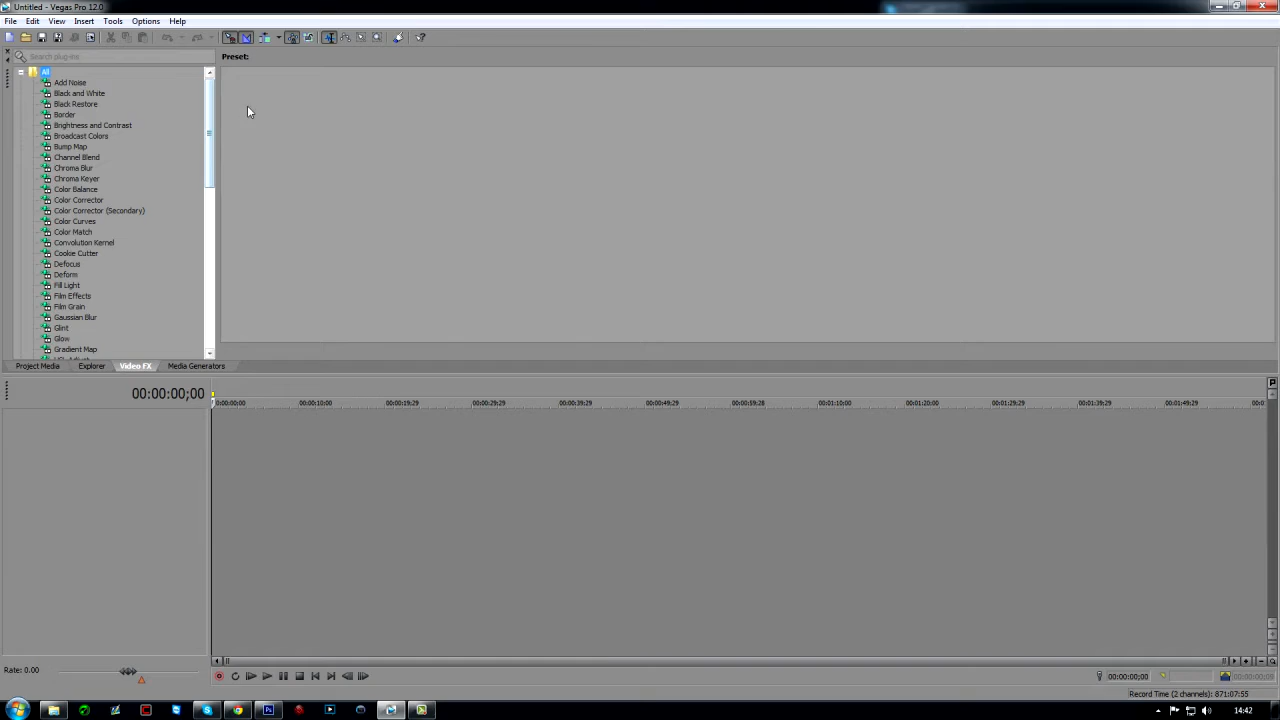 Untitled - Vegas Pro 12.0
File Edit View Insert Tools Options Help
Search plug-ins
Preset:
All
Add Noise
Black and White
Black Restore
Border
Brightness and Contrast
Broadcast Colors
Bump Map
Channel Blend
Chroma Blur
Chroma Keyer
Color Balance
Color Corrector
Color Corrector (Secondary)
Color Curves
Color Match
Convolution Kernel
Cookie Cutter
Defocus
Deform
Fill Light
Film Effects
Film Grain
Gaussian Blur
Glint
Glow
Gradient Map
Project Media Explorer Video FX Media Generators
00:00:00;00
0:00:00;00 00:00:10;00 00:00:19;29 00:00:29;29 00:00:39;29 00:00:49;29 00:00:59;28 00:01:10;00 00:01:20;00 00:01:29;29 00:01:39;29 00:01:49;29 00:0
Rate: 0.00
00:00:00;00
00:00:00;00
Record Time (2 channels): 871:07:55
14:42